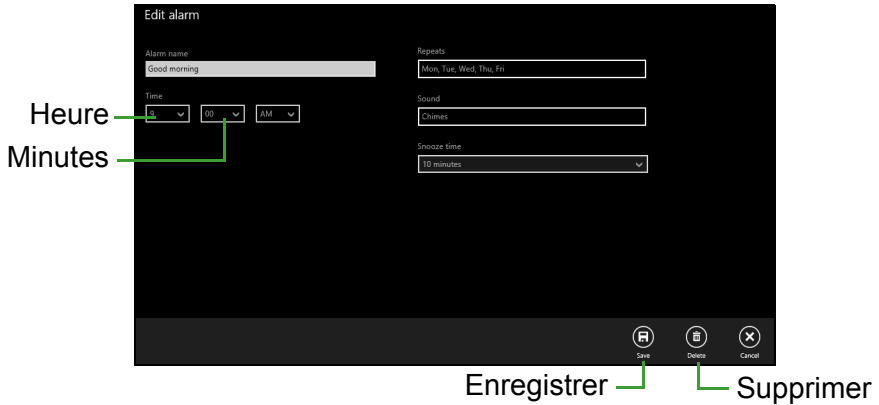 Edit alarm
Alarm name
Good morning
Time
9 00 AM
Repeats
Mon, Tue, Wed, Thu, Fri
Sound
Chimes
Snooze time
10 minutes
Heure
Minutes
Save Delete Cancel
Enregistrer Supprimer